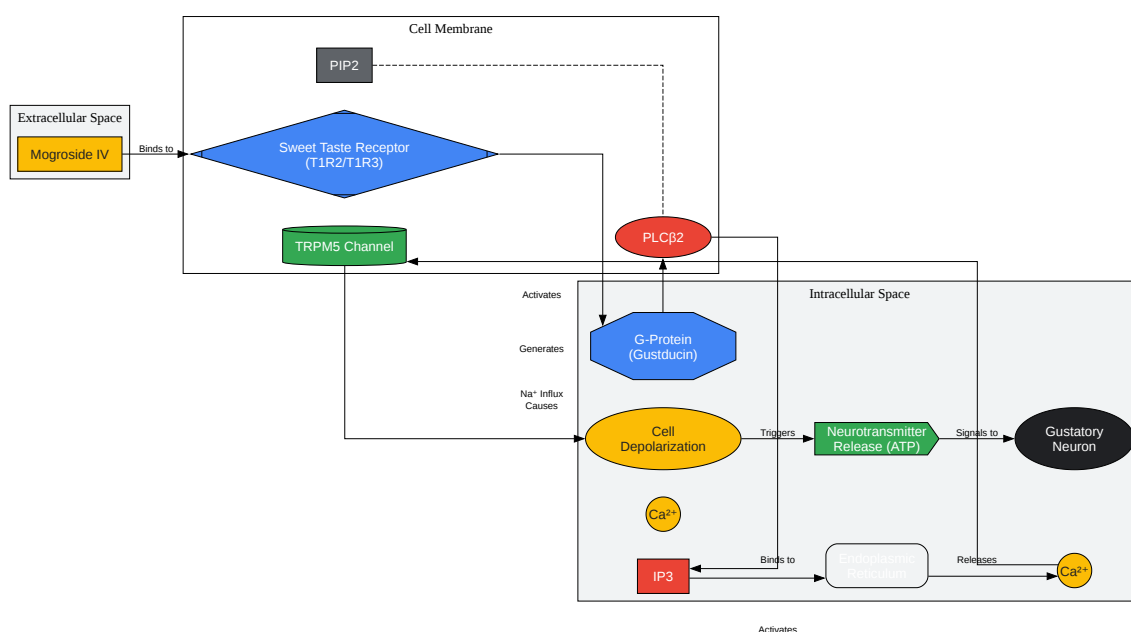 Cell Membrane
PIP2
Extracellular Space
Mogroside IV
Binds to
Sweet Taste Receptor
(T1R2/T1R3)
TRPM5 Channel
PLCβ2
Activates
Intracellular Space
G-Protein
(Gustducin)
Generates
Na⁺ Influx
Causes
Cell
Depolarization
Triggers
Neurotransmitter
Release (ATP)
Signals to
Gustatory
Neuron
Ca²⁺
IP3
Binds to
Endoplasmic
Reticulum
Releases
Ca²⁺
Activates